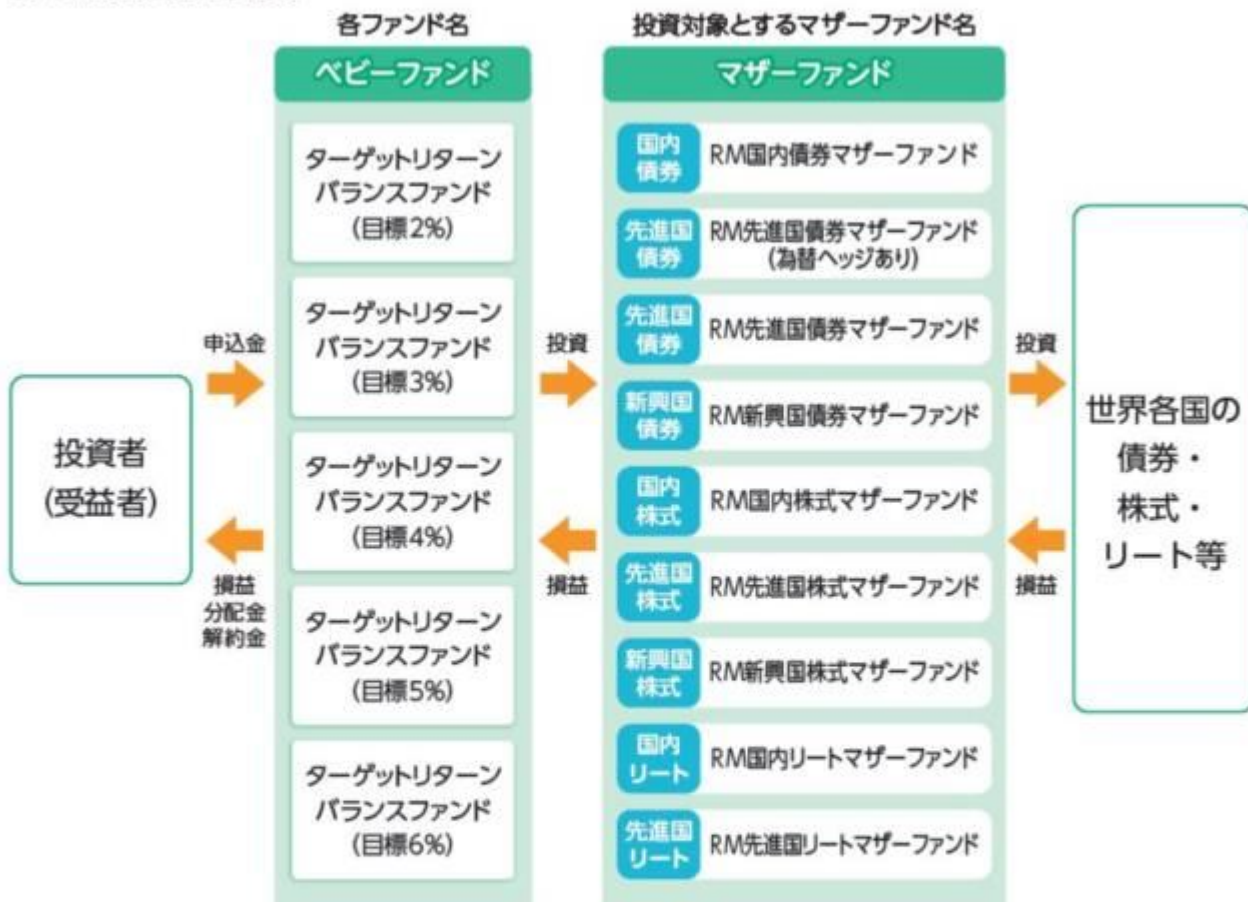 各ファンド名
ベビーファンド
ターゲットリターン
バランスファンド
(目標2%)
ターゲットリターン
バランスファンド
(目標3%)
ターゲットリターン
バランスファンド
(目標4%)
ターゲットリターン
バランスファンド
(目標5%)
ターゲットリターン
バランスファンド
(目標6%)
投資対象とするマザーファンド名
マザーファンド
国内
債券
RM国内債券マザーファンド
先進国
債券
RM先進国債券マザーファンド
(為替ヘッジあり)
先進国
債券
RM先進国債券マザーファンド
新興国
債券
RM新興国債券マザーファンド
国内
株式
RM国内株式マザーファンド
先進国
株式
RM先進国株式マザーファンド
新興国
株式
RM新興国株式マザーファンド
国内
リート
RM国内リートマザーファンド
先進国
リート
RM先進国リートマザーファンド
投資者
(受益者)
申込金
損益
分配金
解約金
投資
損益
投資
損益
世界各国の
債券・
株式・
リート等